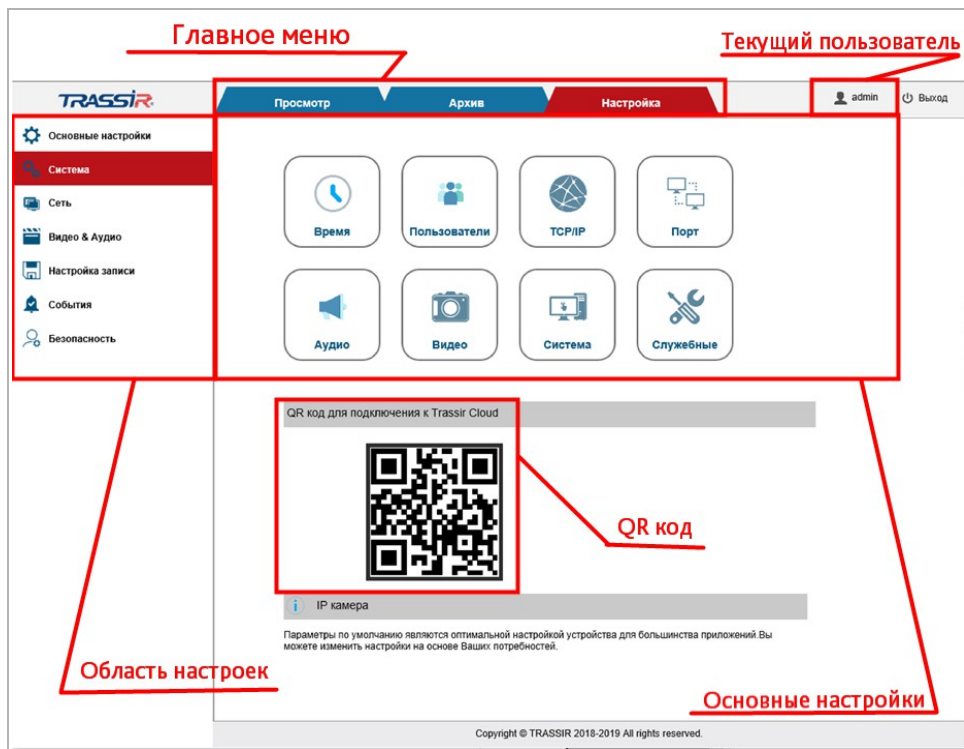 Главное меню
Текущий пользователь
TRASSIR
Просмотр
Архив
Настройка
admin
Выход
Основные настройки
Система
Сеть
Видео & Аудио
Настройка записи
События
Безопасность
Время
Пользователи
TCP/IP
Порт
Аудио
Видео
Система
Служебные
QR код для подключения к Trassir Cloud
QR код
i IP камера
Параметры по умолчанию являются оптимальной настройкой устройства для большинства приложений.Вы
можете изменить настройки на основе Ваших потребностей.
Область настроек
Основные настройки
Copyright © TRASSIR 2018-2019 All rights reserved.